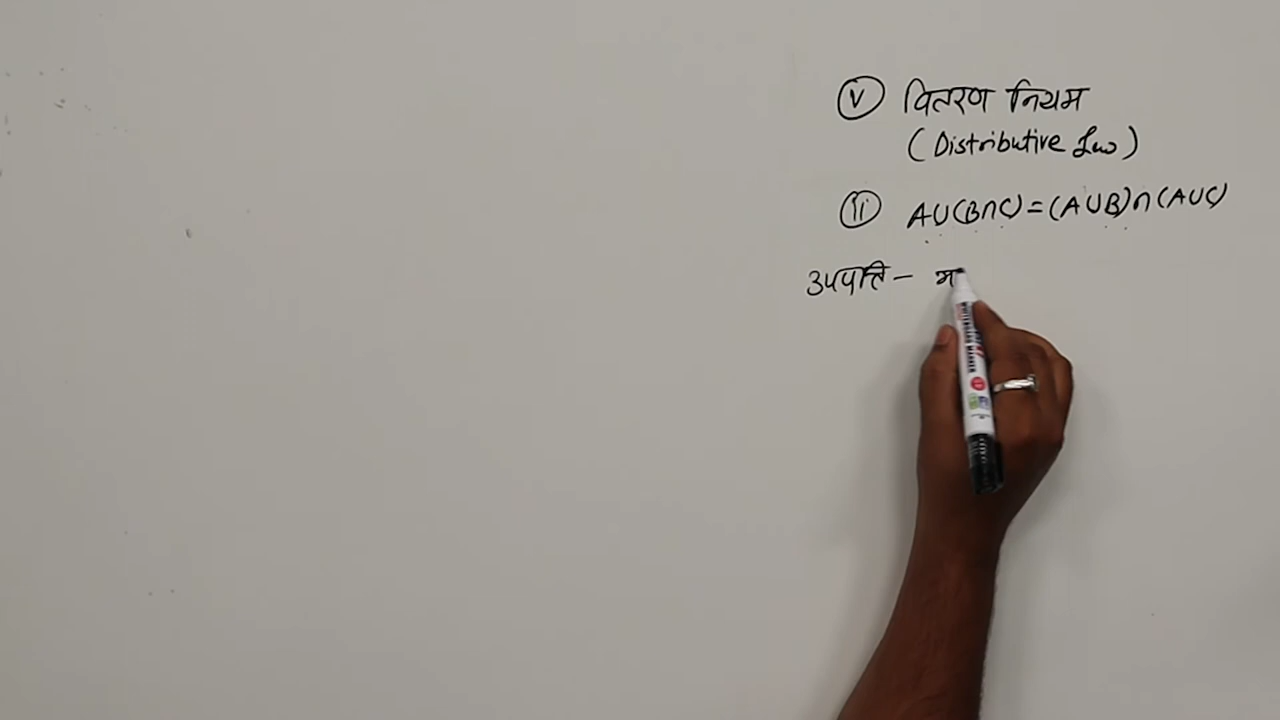 (v) वितरण नियम
(Distributive Law)
(ii) A∪(B∩C)=(A∪B)∩(A∪C)
उपपत्ति –